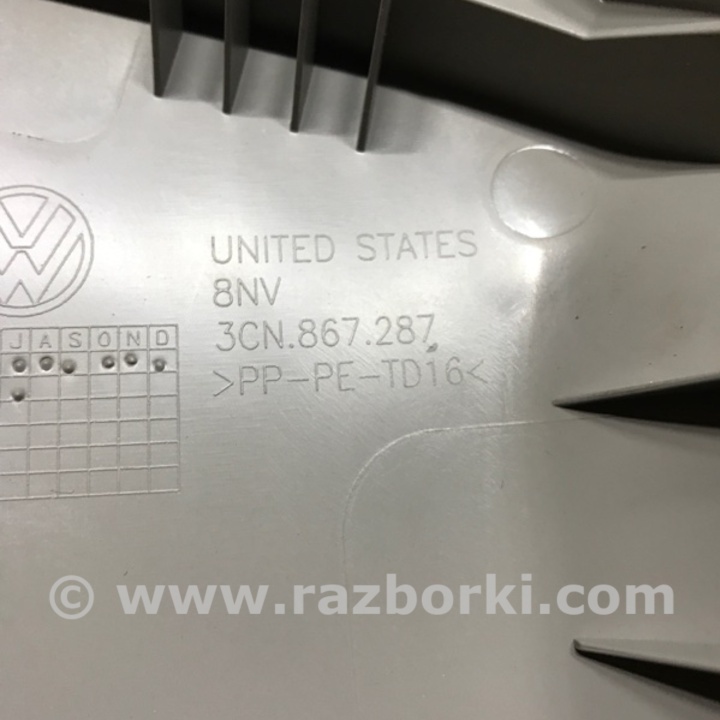 UNITED STATES
8NV
3CN.867.287
>PP-PE-TD16<
J A S O N D
© www.razborki.com